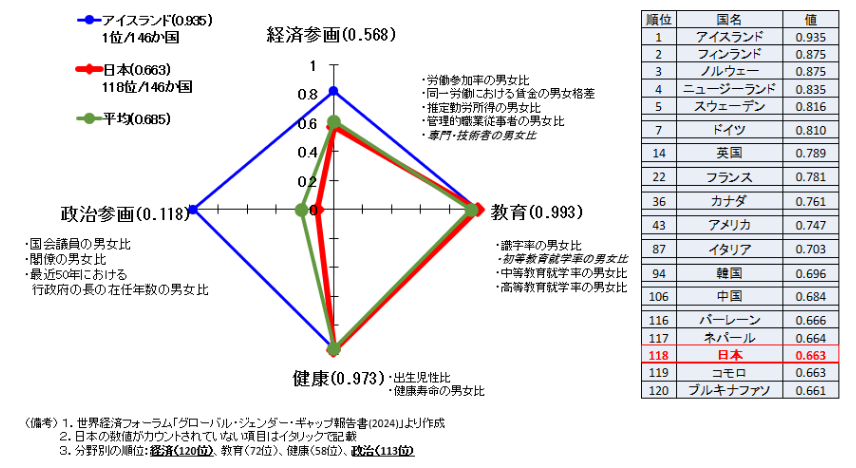 アイスランド(0.935)
1位/146か国
日本(0.663)
118位/146か国
平均(0.685)
経済参画(0.568)
1
0.8
0.6
0.4
0.2
0
・労働参加率の男女比
・同一労働における賃金の男女格差
・推定勤労所得の男女比
・管理的職業従事者の男女比
・専門・技術者の男女比
政治参画(0.118)
・国会議員の男女比
・閣僚の男女比
・最近50年における
行政府の長の在任年数の男女比
教育(0.993)
・識字率の男女比
・初等教育就学率の男女比
・中等教育就学率の男女比
・高等教育就学率の男女比
健康(0.973)
・出生児性比
・健康寿命の男女比
順位 国名 値
1 アイスランド 0.935
2 フィンランド 0.875
3 ノルウェー 0.875
4 ニュージーランド 0.835
5 スウェーデン 0.816
7 ドイツ 0.810
14 英国 0.789
22 フランス 0.781
36 カナダ 0.761
43 アメリカ 0.747
87 イタリア 0.703
94 韓国 0.696
106 中国 0.684
116 バーレーン 0.666
117 ネパール 0.664
118 日本 0.663
119 コモロ 0.663
120 ブルキナファソ 0.661
(備考) 1. 世界経済フォーラム「グローバル・ジェンダー・ギャップ報告書(2024)」より作成
2. 日本の数値がカウントされていない項目はイタリックで記載
3. 分野別の順位:経済(120位)、教育(72位)、健康(58位)、政治(113位)